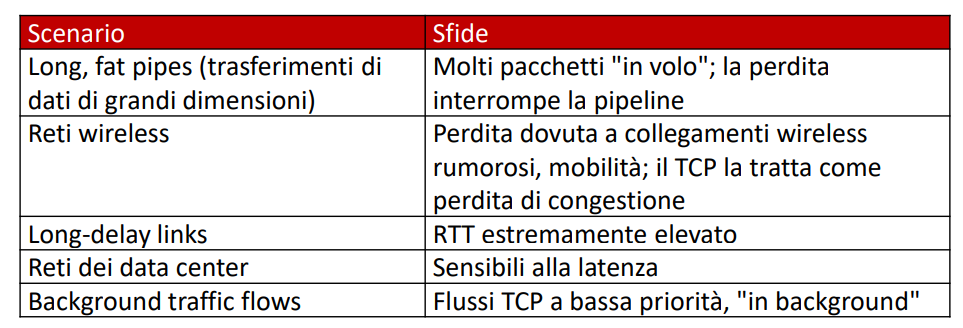 Scenario Sfide
Long, fat pipes (trasferimenti di
dati di grandi dimensioni)
Molti pacchetti "in volo"; la perdita
interrompe la pipeline
Reti wireless
Perdita dovuta a collegamenti wireless
rumorosi, mobilità; il TCP la tratta come
perdita di congestione
Long-delay links RTT estremamente elevato
Reti dei data center Sensibili alla latenza
Background traffic flows Flussi TCP a bassa priorità, "in background"